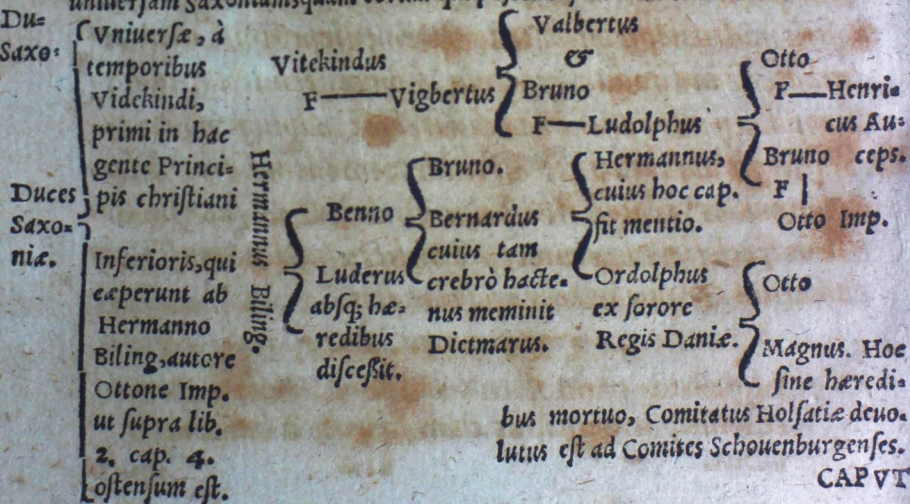 Du=
Saxo:
Vniuerſæ, à
temporibus
Videkindi,
primi in hac
gente Princi=
pis chriſtiani
Duces
Saxo=
niæ.
Inferioris, qui
cæperunt ab
Hermanno
Biling, autore
Ottone Imp.
ut ſupra lib.
2. cap. 4.
oſtenſum eſt.
Vitekindus
F——Vigbertus
Valbertus
&
Bruno
F—Ludolphus
Otto
F—Henri=
cus Au=
ceps.
Bruno
F |
Otto Imp.
Hermannus Biling.
Benno
Luderus
abſq; hæ=
redibus
diſceßit.
Bruno.
Bernardus
cuius tam
crebrò hacte=
nus meminit
Dictmarus.
Hermannus,
cuius hoc cap.
fit mentio.
Ordolphus
ex ſorore
Regis Daniæ.
Otto
Magnus. Hoc
ſine hæredi=
bus mortuo, Comitatus Holſatiæ deuo=
lutus eſt ad Comites Schouenburgenſes.
CAPVT